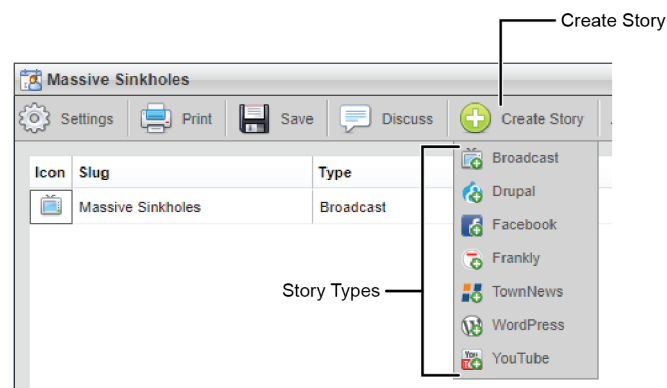 Create Story
Massive Sinkholes
Settings Print Save Discuss Create Story
Icon Slug Type
Massive Sinkholes Broadcast
Broadcast
Drupal
Facebook
Frankly
Story Types
TownNews
WordPress
YouTube